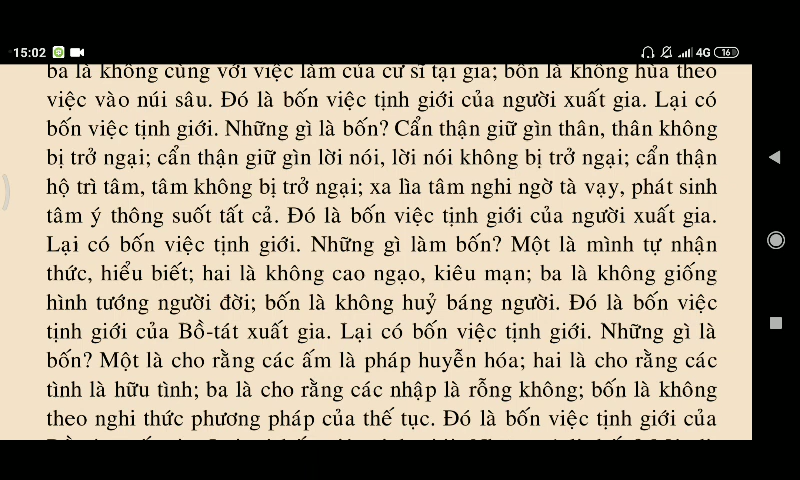 15:02
4G 16
ba là không cùng với việc làm của cư sĩ tại gia; bốn là không hùa theo
việc vào núi sâu. Đó là bốn việc tịnh giới của người xuất gia. Lại có
bốn việc tịnh giới. Những gì là bốn? Cẩn thận giữ gìn thân, thân không
bị trở ngại; cẩn thận giữ gìn lời nói, lời nói không bị trở ngại; cẩn thận
hộ trì tâm, tâm không bị trở ngại; xa lìa tâm nghi ngờ tà vạy, phát sinh
tâm ý thông suốt tất cả. Đó là bốn việc tịnh giới của người xuất gia.
Lại có bốn việc tịnh giới. Những gì làm bốn? Một là mình tự nhận
thức, hiểu biết; hai là không cao ngạo, kiêu mạn; ba là không giống
hình tướng người đời; bốn là không huỷ báng người. Đó là bốn việc
tịnh giới của Bồ-tát xuất gia. Lại có bốn việc tịnh giới. Những gì là
bốn? Một là cho rằng các ấm là pháp huyễn hóa; hai là cho rằng các
tình là hữu tình; ba là cho rằng các nhập là rỗng không; bốn là không
theo nghi thức phương pháp của thế tục. Đó là bốn việc tịnh giới của